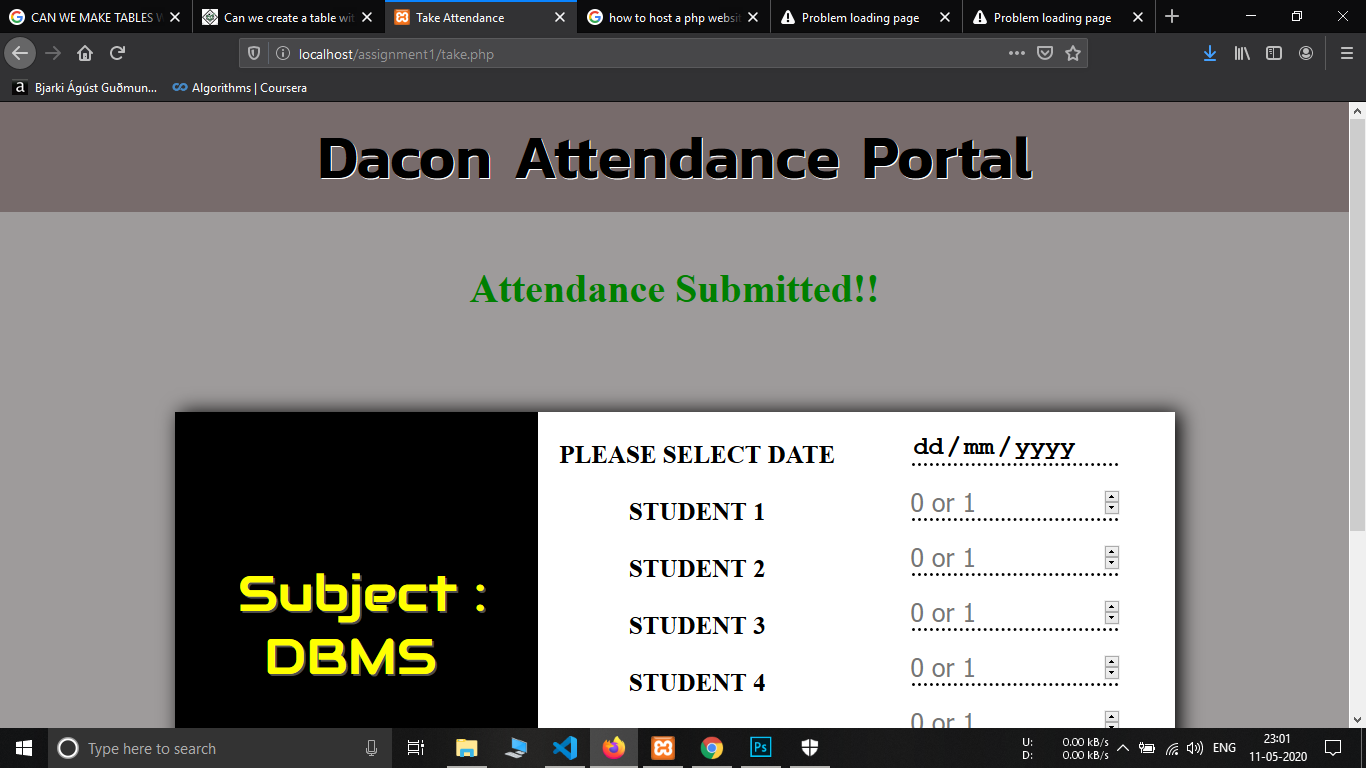 CAN WE MAKE TABLES W
Can we create a table wit
Take Attendance
how to host a php websit
Problem loading page
Problem loading page
localhost/assignment1/take.php
a Bjarki Ágúst Guðmun...
Algorithms | Coursera
Dacon Attendance Portal
Attendance Submitted!!
Subject :
DBMS
PLEASE SELECT DATE dd/mm/yyyy
STUDENT 1 0 or 1
STUDENT 2 0 or 1
STUDENT 3 0 or 1
STUDENT 4 0 or 1
0 or 1
Type here to search
Ps
U: 0.00 kB/s
D: 0.00 kB/s
ENG
23:01
11-05-2020